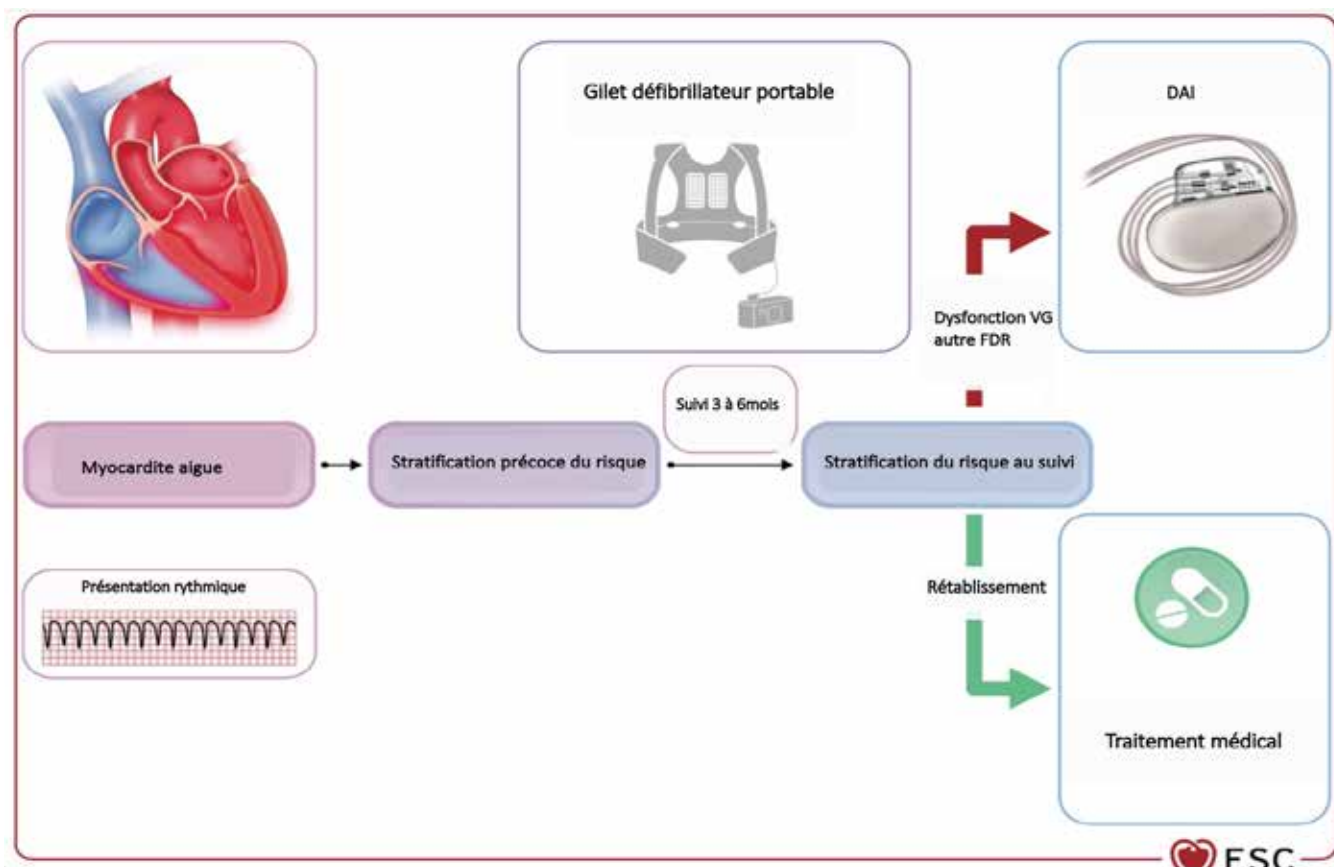 Gilet défibrillateur portable
DAI
Dysfonction VG
autre FDR
Suivi 3 à 6mois
Myocardite aigue
Stratification précoce du risque
Stratification du risque au suivi
Présentation rythmique
Rétablissement
Traitement médical
ESC